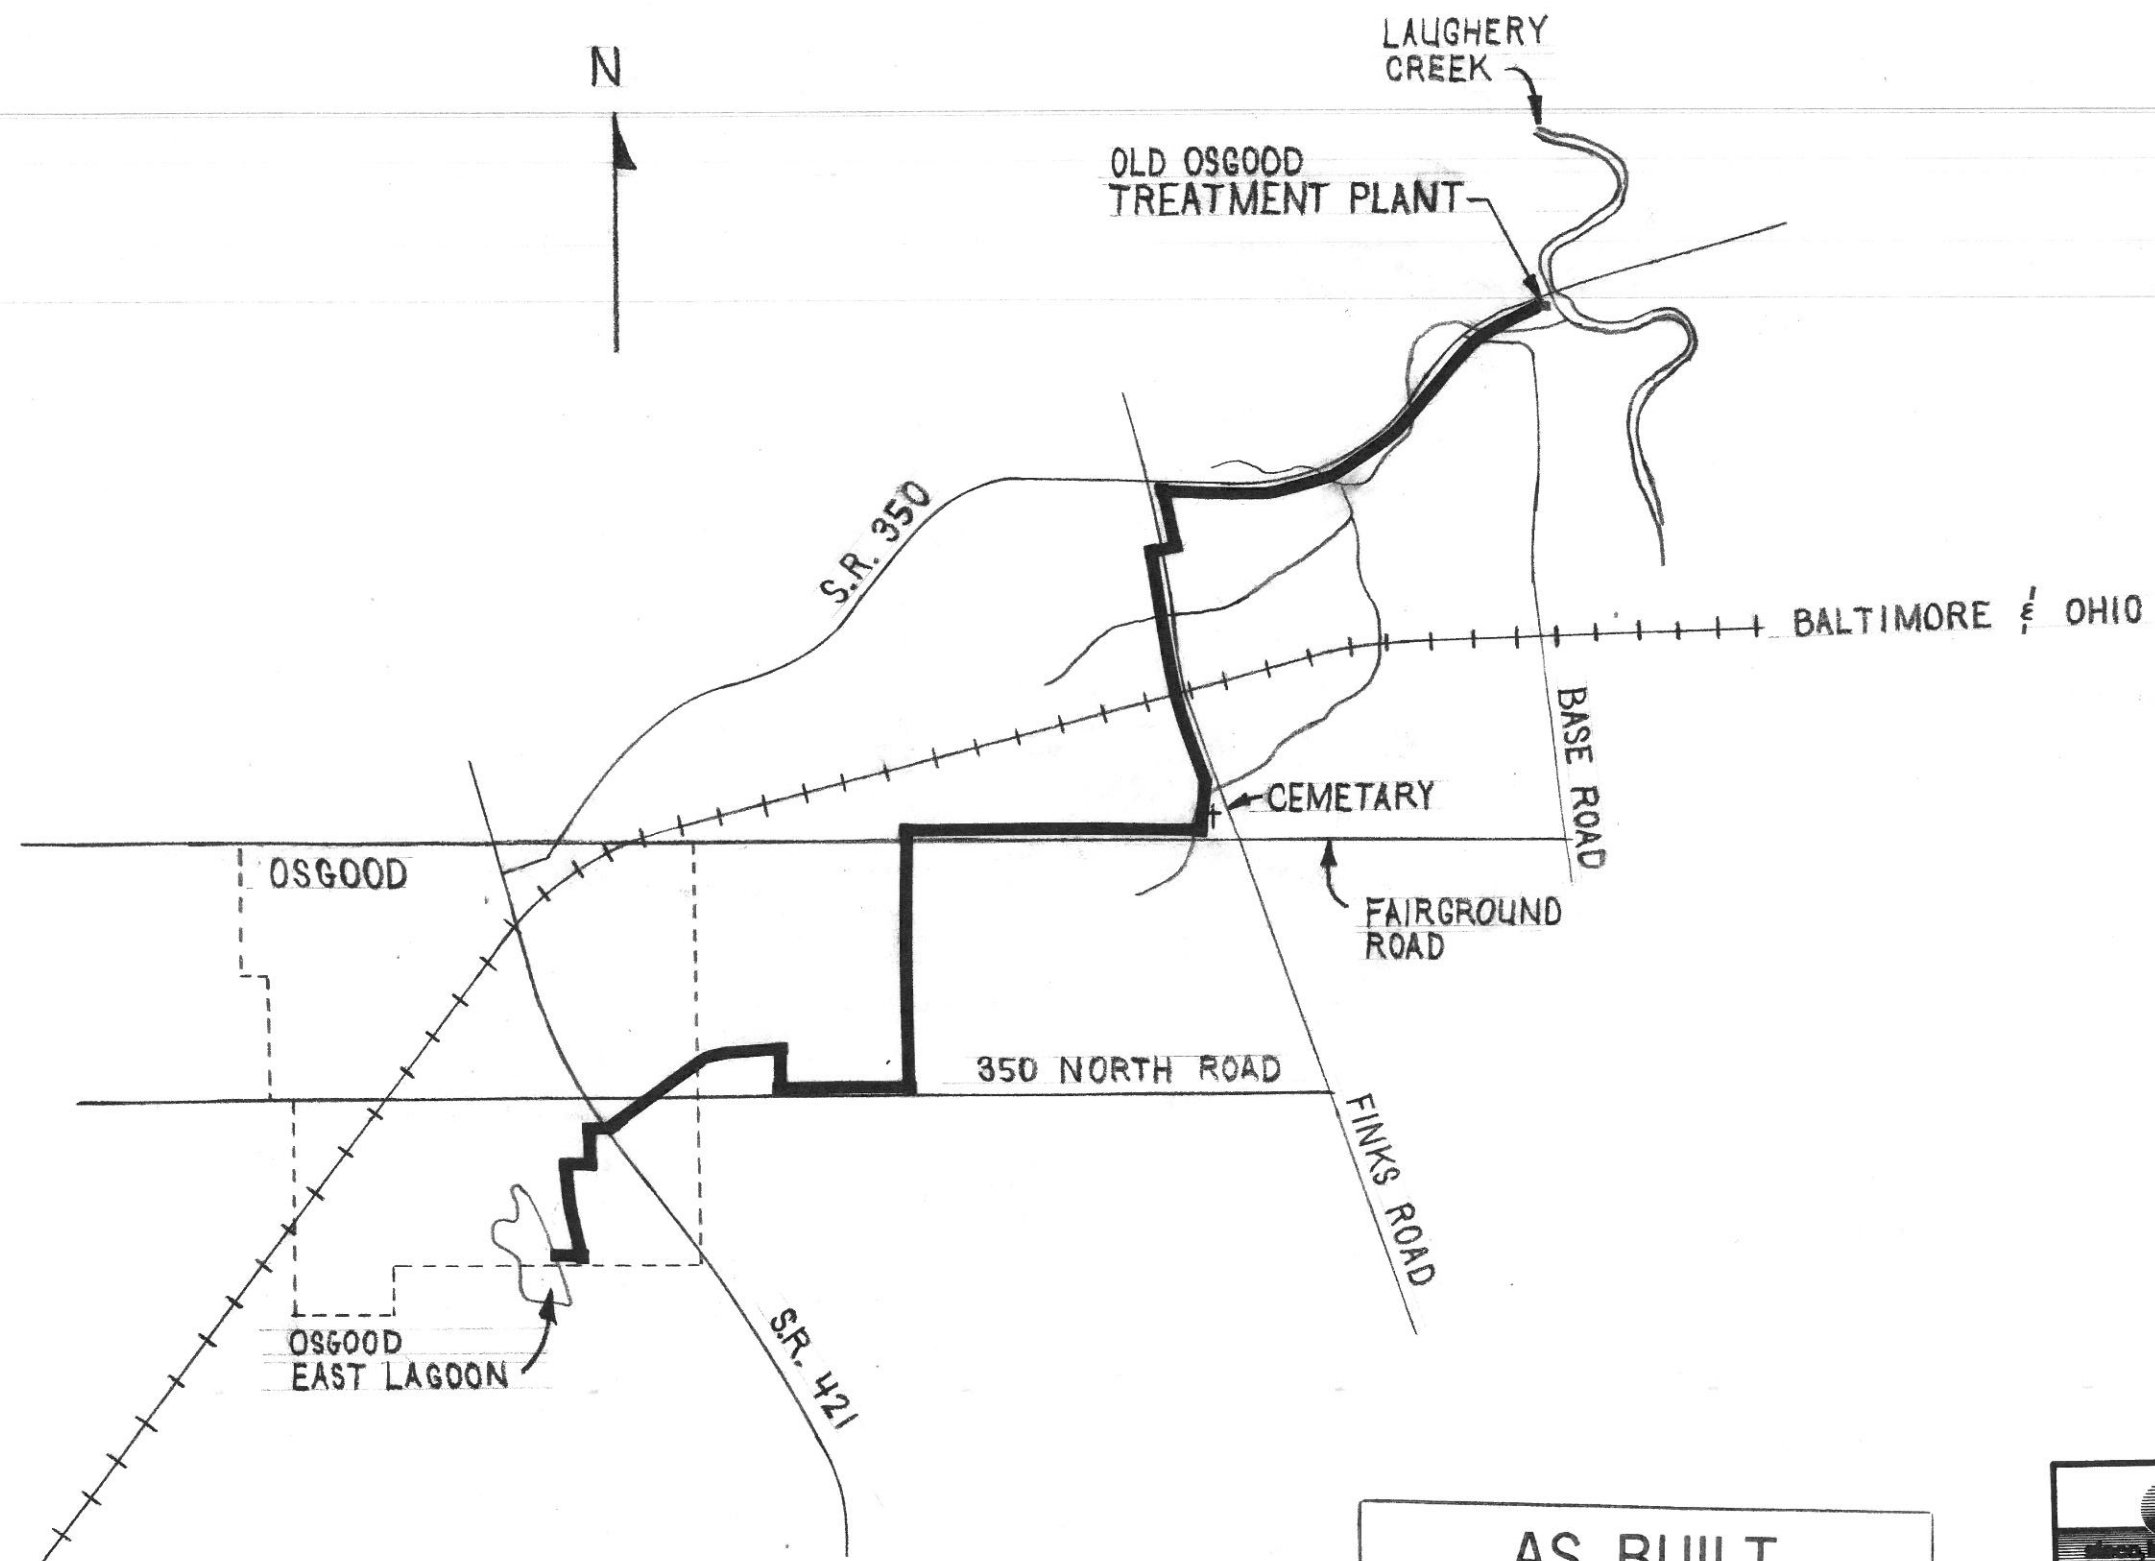 N
LAUGHERY
CREEK
OLD OSGOOD
TREATMENT PLANT
S.R. 350
BALTIMORE & OHIO
BASE ROAD
CEMETARY
OSGOOD
FAIRGROUND
ROAD
350 NORTH ROAD
FINKS ROAD
OSGOOD
EAST LAGOON
S.R. 421
AS BUILT